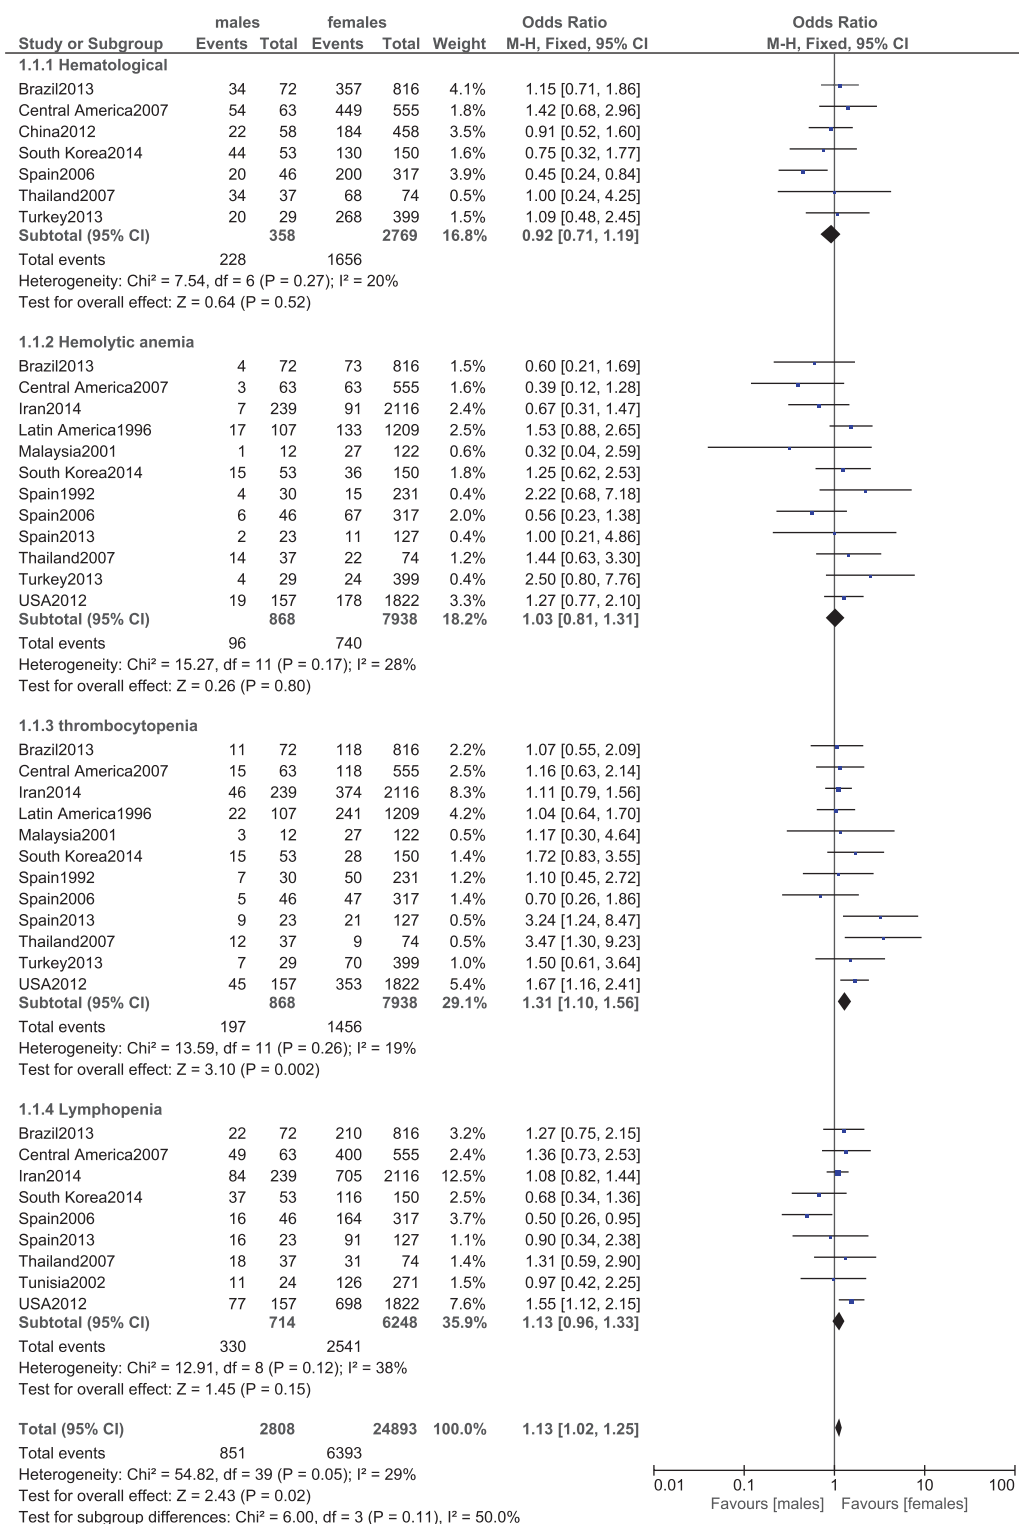 males females Odds Ratio Odds Ratio
Study or Subgroup Events Total Events Total Weight M-H, Fixed, 95% CI M-H, Fixed, 95% CI
1.1.1 Hematological
Brazil2013 34 72 357 816 4.1% 1.15 [0.71, 1.86]
Central America2007 54 63 449 555 1.8% 1.42 [0.68, 2.96]
China2012 22 58 184 458 3.5% 0.91 [0.52, 1.60]
South Korea2014 44 53 130 150 1.6% 0.75 [0.32, 1.77]
Spain2006 20 46 200 317 3.9% 0.45 [0.24, 0.84]
Thailand2007 34 37 68 74 0.5% 1.00 [0.24, 4.25]
Turkey2013 20 29 268 399 1.5% 1.09 [0.48, 2.45]
Subtotal (95% CI) 358 2769 16.8% 0.92 [0.71, 1.19]
Total events 228 1656
Heterogeneity: Chi² = 7.54, df = 6 (P = 0.27); I² = 20%
Test for overall effect: Z = 0.64 (P = 0.52)
1.1.2 Hemolytic anemia
Brazil2013 4 72 73 816 1.5% 0.60 [0.21, 1.69]
Central America2007 3 63 63 555 1.6% 0.39 [0.12, 1.28]
Iran2014 7 239 91 2116 2.4% 0.67 [0.31, 1.47]
Latin America1996 17 107 133 1209 2.5% 1.53 [0.88, 2.65]
Malaysia2001 1 12 27 122 0.6% 0.32 [0.04, 2.59]
South Korea2014 15 53 36 150 1.8% 1.25 [0.62, 2.53]
Spain1992 4 30 15 231 0.4% 2.22 [0.68, 7.18]
Spain2006 6 46 67 317 2.0% 0.56 [0.23, 1.38]
Spain2013 2 23 11 127 0.4% 1.00 [0.21, 4.86]
Thailand2007 14 37 22 74 1.2% 1.44 [0.63, 3.30]
Turkey2013 4 29 24 399 0.4% 2.50 [0.80, 7.76]
USA2012 19 157 178 1822 3.3% 1.27 [0.77, 2.10]
Subtotal (95% CI) 868 7938 18.2% 1.03 [0.81, 1.31]
Total events 96 740
Heterogeneity: Chi² = 15.27, df = 11 (P = 0.17); I² = 28%
Test for overall effect: Z = 0.26 (P = 0.80)
1.1.3 thrombocytopenia
Brazil2013 11 72 118 816 2.2% 1.07 [0.55, 2.09]
Central America2007 15 63 118 555 2.5% 1.16 [0.63, 2.14]
Iran2014 46 239 374 2116 8.3% 1.11 [0.79, 1.56]
Latin America1996 22 107 241 1209 4.2% 1.04 [0.64, 1.70]
Malaysia2001 3 12 27 122 0.5% 1.17 [0.30, 4.64]
South Korea2014 15 53 28 150 1.4% 1.72 [0.83, 3.55]
Spain1992 7 30 50 231 1.2% 1.10 [0.45, 2.72]
Spain2006 5 46 47 317 1.4% 0.70 [0.26, 1.86]
Spain2013 9 23 21 127 0.5% 3.24 [1.24, 8.47]
Thailand2007 12 37 9 74 0.5% 3.47 [1.30, 9.23]
Turkey2013 7 29 70 399 1.0% 1.50 [0.61, 3.64]
USA2012 45 157 353 1822 5.4% 1.67 [1.16, 2.41]
Subtotal (95% CI) 868 7938 29.1% 1.31 [1.10, 1.56]
Total events 197 1456
Heterogeneity: Chi² = 13.59, df = 11 (P = 0.26); I² = 19%
Test for overall effect: Z = 3.10 (P = 0.002)
1.1.4 Lymphopenia
Brazil2013 22 72 210 816 3.2% 1.27 [0.75, 2.15]
Central America2007 49 63 400 555 2.4% 1.36 [0.73, 2.53]
Iran2014 84 239 705 2116 12.5% 1.08 [0.82, 1.44]
South Korea2014 37 53 116 150 2.5% 0.68 [0.34, 1.36]
Spain2006 16 46 164 317 3.7% 0.50 [0.26, 0.95]
Spain2013 16 23 91 127 1.1% 0.90 [0.34, 2.38]
Thailand2007 18 37 31 74 1.4% 1.31 [0.59, 2.90]
Tunisia2002 11 24 126 271 1.5% 0.97 [0.42, 2.25]
USA2012 77 157 698 1822 7.6% 1.55 [1.12, 2.15]
Subtotal (95% CI) 714 6248 35.9% 1.13 [0.96, 1.33]
Total events 330 2541
Heterogeneity: Chi² = 12.91, df = 8 (P = 0.12); I² = 38%
Test for overall effect: Z = 1.45 (P = 0.15)
Total (95% CI) 2808 24893 100.0% 1.13 [1.02, 1.25]
Total events 851 6393
Heterogeneity: Chi² = 54.82, df = 39 (P = 0.05); I² = 29%
Test for overall effect: Z = 2.43 (P = 0.02)
Test for subgroup differences: Chi² = 6.00, df = 3 (P = 0.11), I² = 50.0%
0.01 0.1 1 10 100
Favours [males] Favours [females]